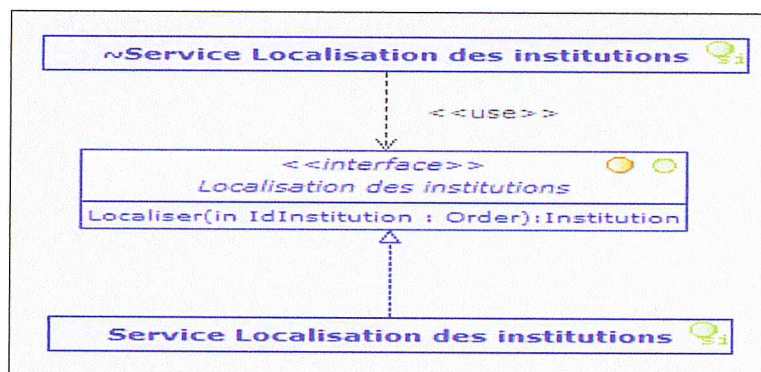 ~Service Localisation des institutions
<<use>>
<<interface>>
Localisation des institutions
Localiser(in IdInstitution : Order):Institution
Service Localisation des institutions